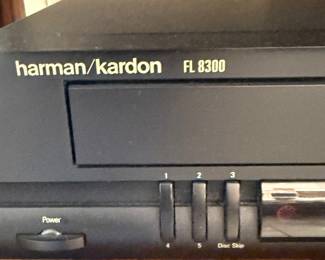 harman/kardon FL 8300
1 2 3
Power 4 5 Disc Skip